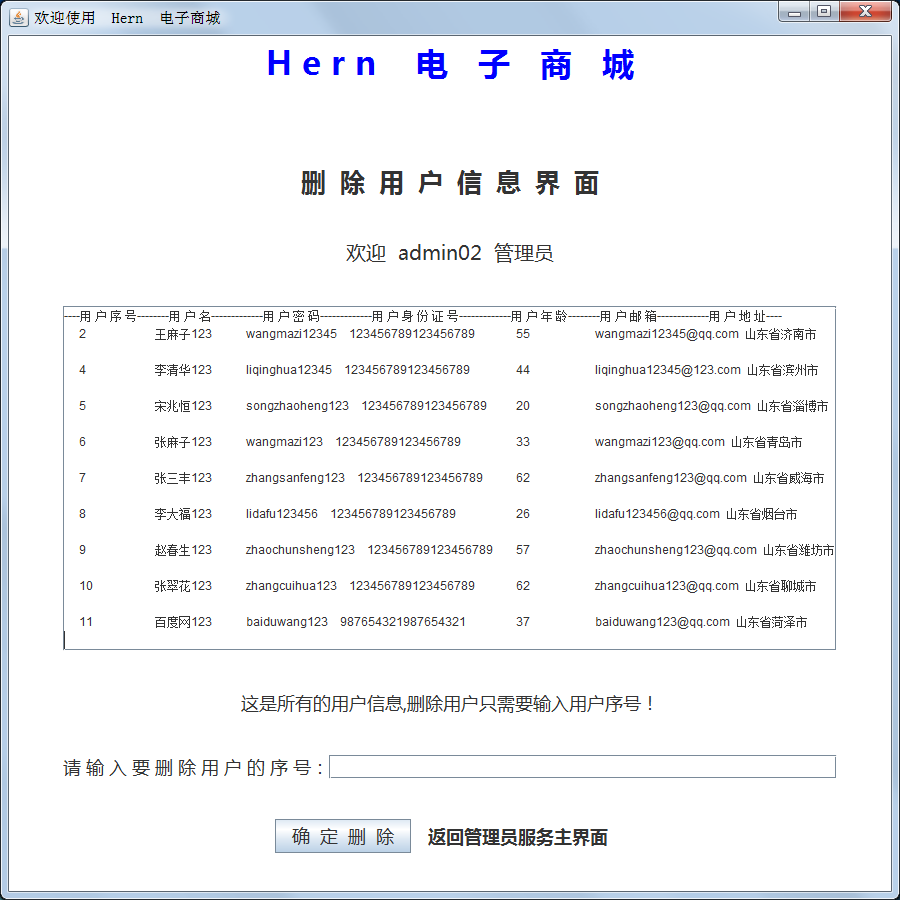 欢迎使用 Hern 电子商城
Hern 电子商城
删除用户信息界面
欢迎 admin02 管理员
----用户序号-------用户名------------用户密码------------用户身份证号------------用户年龄-------用户邮箱------------用户地址----
2 王麻子123 wangmazi12345 123456789123456789 55 wangmazi12345@qq.com 山东省济南市
4 李清华123 liqinghua12345 123456789123456789 44 liqinghua12345@123.com 山东省滨州市
5 宋兆恒123 songzhaoheng123 123456789123456789 20 songzhaoheng123@qq.com 山东省淄博市
6 张麻子123 wangmazi123 123456789123456789 33 wangmazi123@qq.com 山东省青岛市
7 张三丰123 zhangsanfeng123 123456789123456789 62 zhangsanfeng123@qq.com 山东省威海市
8 李大福123 lidafu123456 123456789123456789 26 lidafu123456@qq.com 山东省烟台市
9 赵春生123 zhaochunsheng123 123456789123456789 57 zhaochunsheng123@qq.com 山东省潍坊市
10 张翠花123 zhangcuihua123 123456789123456789 62 zhangcuihua123@qq.com 山东省聊城市
11 百度网123 baiduwang123 987654321987654321 37 baiduwang123@qq.com 山东省菏泽市
这是所有的用户信息,删除用户只需要输入用户序号！
请输入要删除用户的序号:
确定删除 返回管理员服务主界面